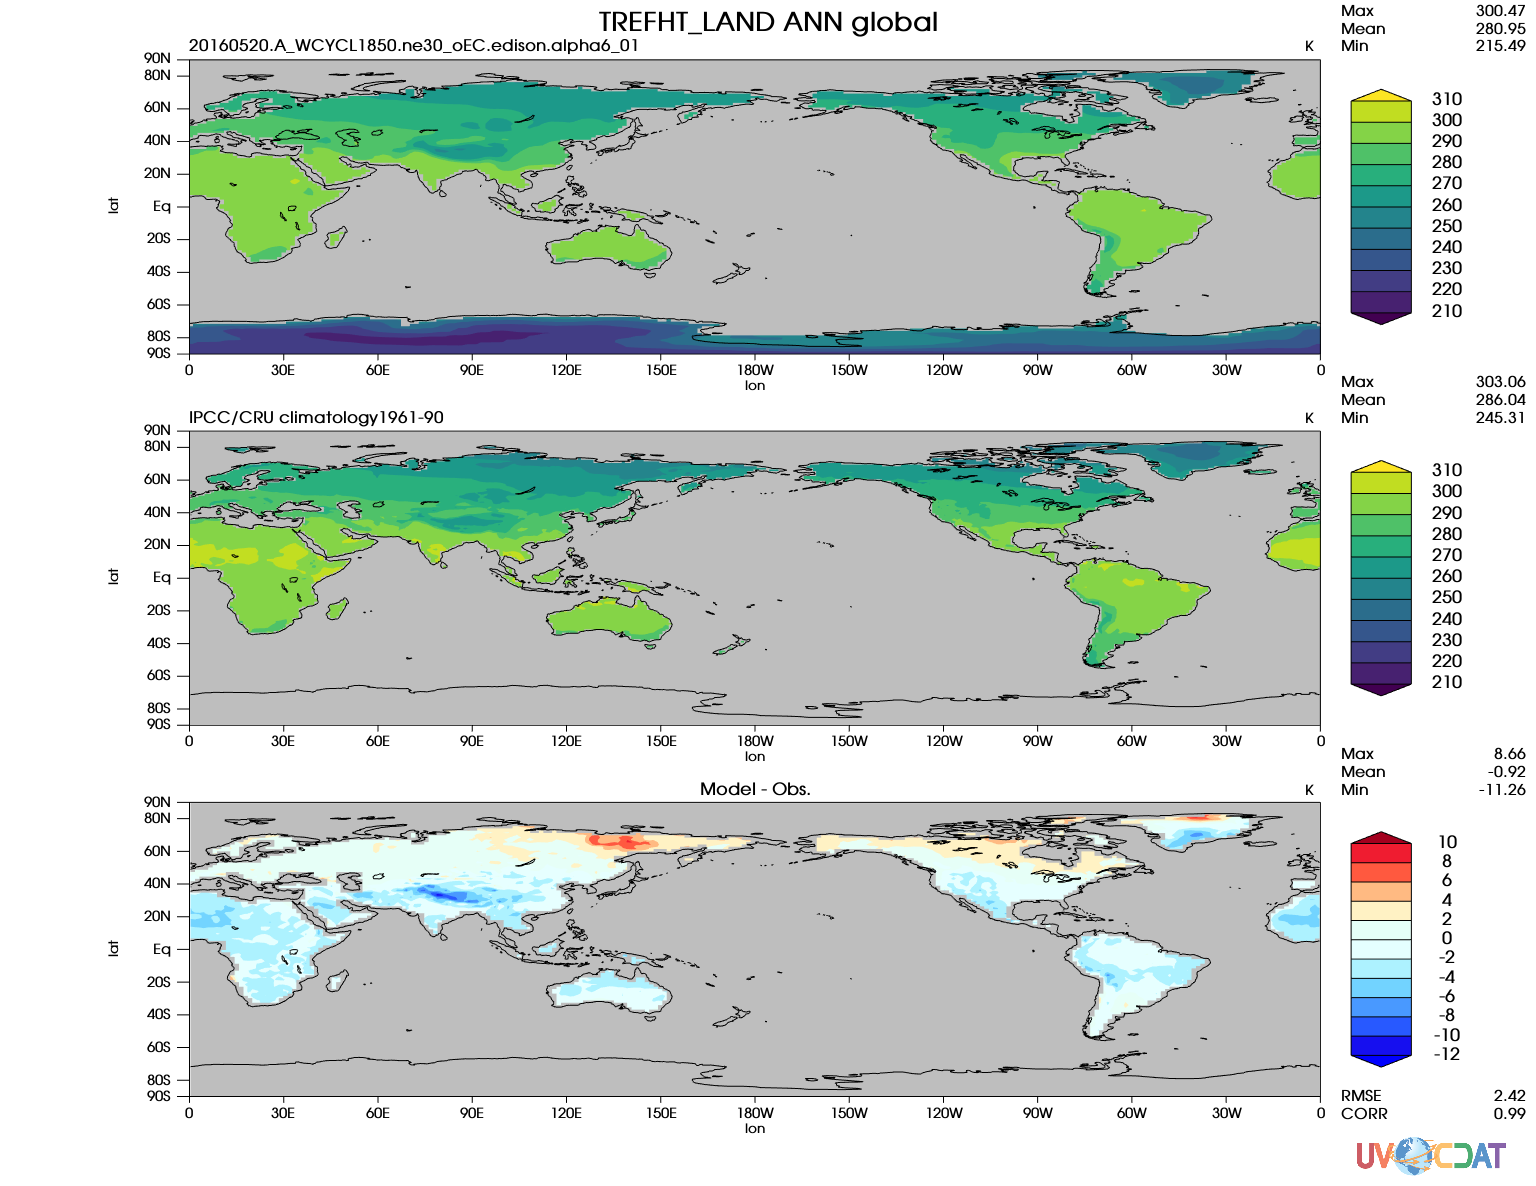 TREFHT_LAND ANN global
20160520.A_WCYCL1850.ne30_oEC.edison.alpha6_01 K
Max 300.47
Mean 280.95
Min 215.49
90N
80N
60N
40N
20N
Eq
20S
40S
60S
80S
90S
lat
0 30E 60E 90E 120E 150E 180W 150W 120W 90W 60W 30W 0
lon
310
300
290
280
270
260
250
240
230
220
210
IPCC/CRU climatology1961-90 K
Max 303.06
Mean 286.04
Min 245.31
90N
80N
60N
40N
20N
Eq
20S
40S
60S
80S
90S
lat
0 30E 60E 90E 120E 150E 180W 150W 120W 90W 60W 30W 0
lon
310
300
290
280
270
260
250
240
230
220
210
Model - Obs. K
Max 8.66
Mean -0.92
Min -11.26
90N
80N
60N
40N
20N
Eq
20S
40S
60S
80S
90S
lat
0 30E 60E 90E 120E 150E 180W 150W 120W 90W 60W 30W 0
lon
10
8
6
4
2
0
-2
-4
-6
-8
-10
-12
RMSE 2.42
CORR 0.99
UV CDAT